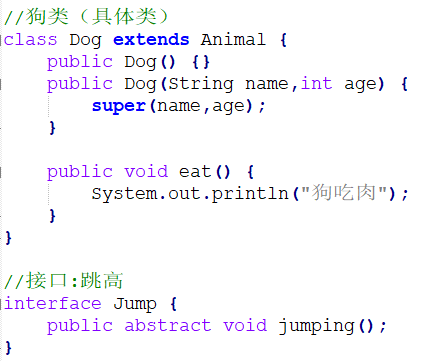 //狗类（具体类）
class Dog extends Animal {
    public Dog() {}
    public Dog(String name,int age) {
        super(name,age);
    }

    public void eat() {
        System.out.println("狗吃肉");
    }
}

//接口:跳高
interface Jump {
    public abstract void jumping();
}